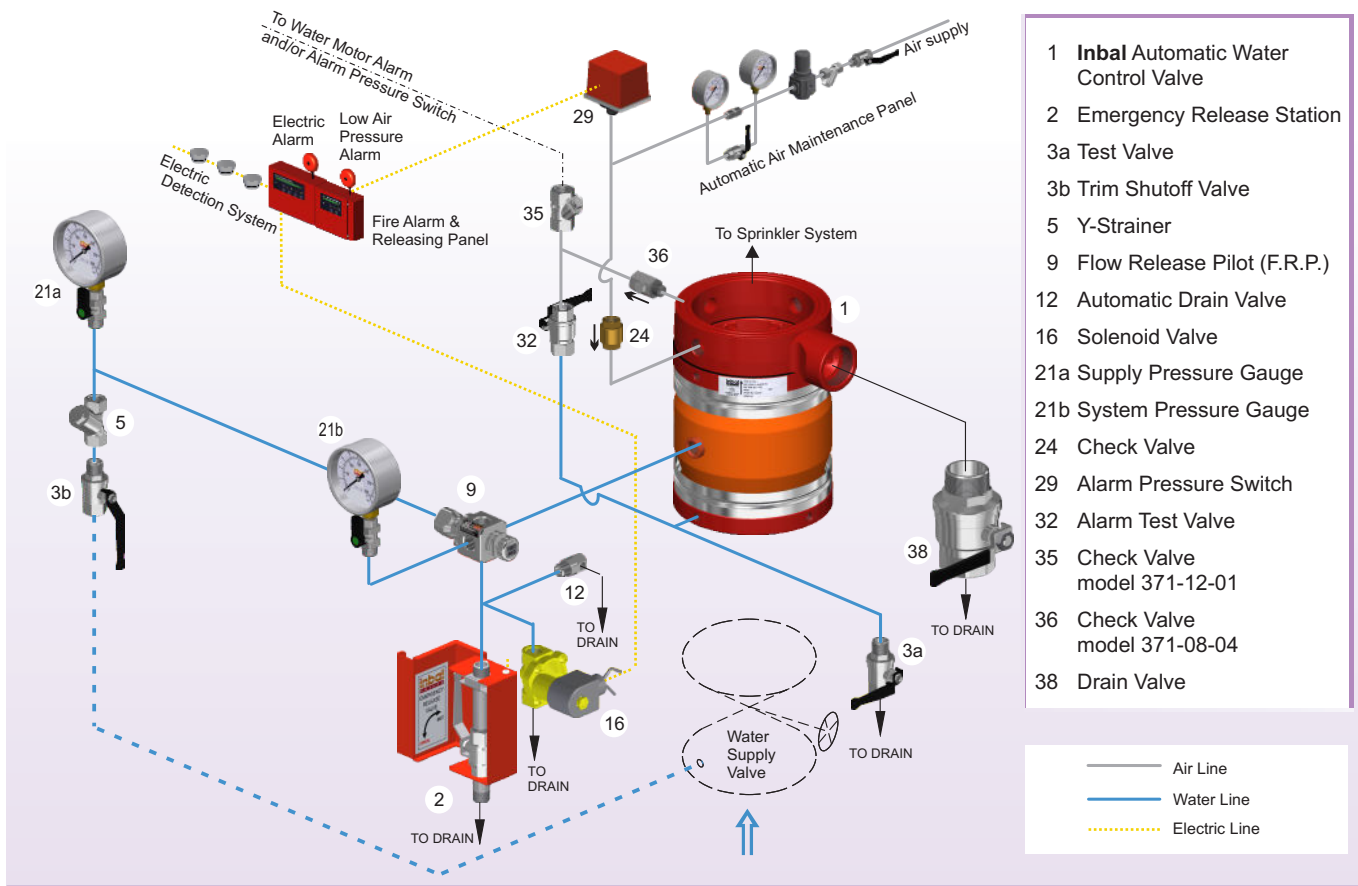 To Water Motor Alarm
and/or Alarm Pressure Switch
Air supply
29
Electric
Alarm
Low Air
Pressure
Alarm
Automatic Air Maintenance Panel
Electric
Detection System
Fire Alarm &
Releasing Panel
35
To Sprinkler System
36
21a
1
32
24
5
21b
3b
9
38
12
TO
DRAIN
TO DRAIN
3a
inbal
EMERGENCY
RELEASE
16
Water
Supply
Valve
TO DRAIN
TO
DRAIN
2
TO DRAIN
1 Inbal Automatic Water
Control Valve
2 Emergency Release Station
3a Test Valve
3b Trim Shutoff Valve
5 Y-Strainer
9 Flow Release Pilot (F.R.P.)
12 Automatic Drain Valve
16 Solenoid Valve
21a Supply Pressure Gauge
21b System Pressure Gauge
24 Check Valve
29 Alarm Pressure Switch
32 Alarm Test Valve
35 Check Valve
model 371-12-01
36 Check Valve
model 371-08-04
38 Drain Valve
Air Line
Water Line
Electric Line